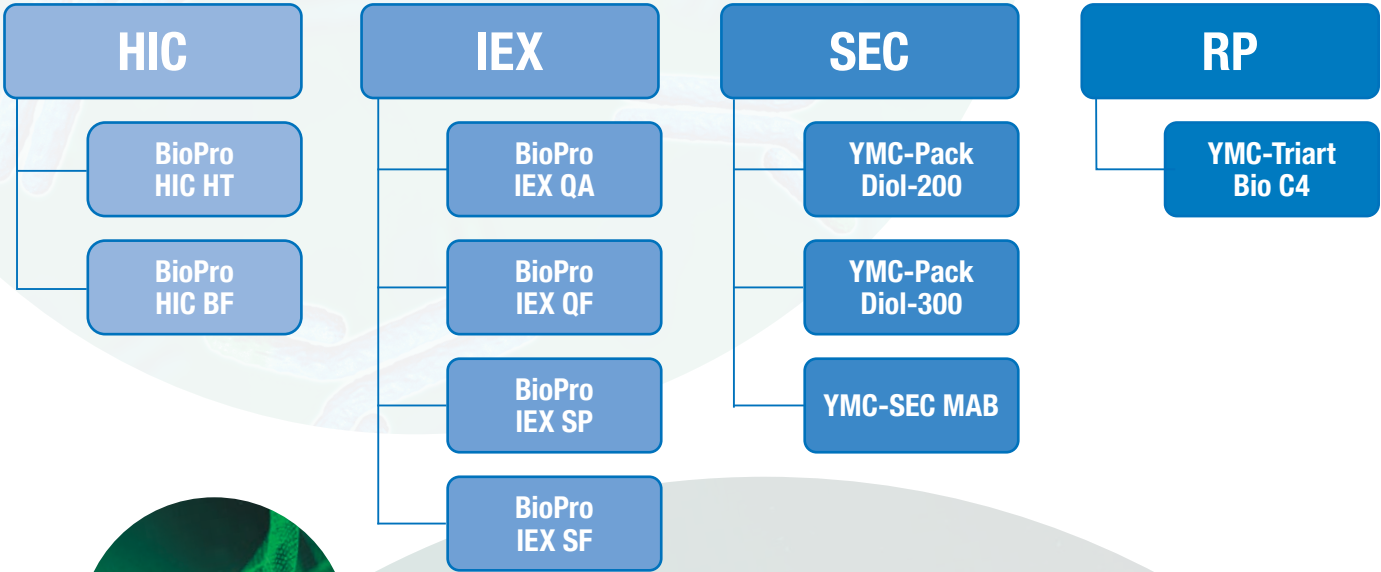 HIC
BioPro
HIC HT
BioPro
HIC BF
IEX
BioPro
IEX QA
BioPro
IEX QF
BioPro
IEX SP
BioPro
IEX SF
SEC
YMC-Pack
Diol-200
YMC-Pack
Diol-300
YMC-SEC MAB
RP
YMC-Triart
Bio C4